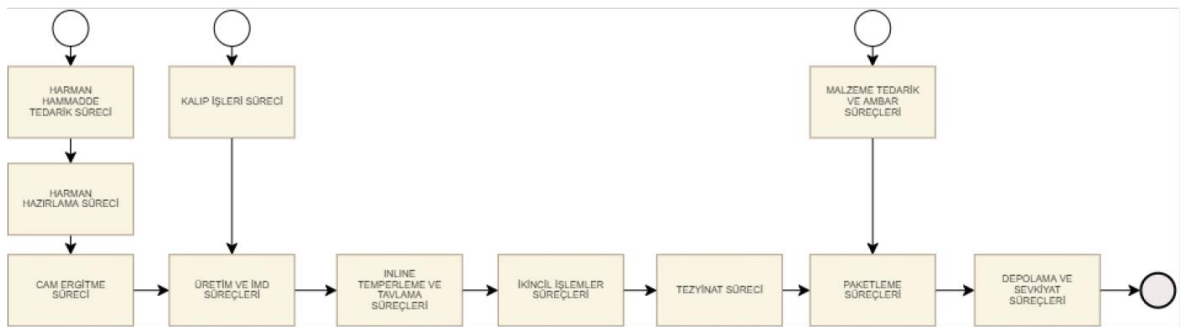 HARMAN
HAMMADDE
TEDARİK SÜRECİ
KALIP İŞLERİ SÜRECİ
MALZEME TEDARİK
VE AMBAR
SÜREÇLERİ
HARMAN
HAZIRLAMA SÜRECİ
CAM ERGİTME
SÜRECİ
ÜRETİM VE İMD
SÜREÇLERİ
INLINE
TEMPERLEME VE
TAVLAMA
SÜREÇLERİ
İKİNCİL İŞLEMLER
SÜREÇLERİ
TEZYİNAT SÜRECİ
PAKETLEME
SÜREÇLERİ
DEPOLAMA VE
SEVKİYAT
SÜREÇLERİ